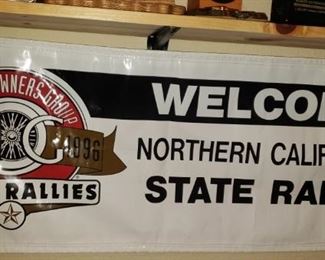 OWNERS GROUP
WELCO
G
1996
NORTHERN CALIF
RALLIES
STATE RA